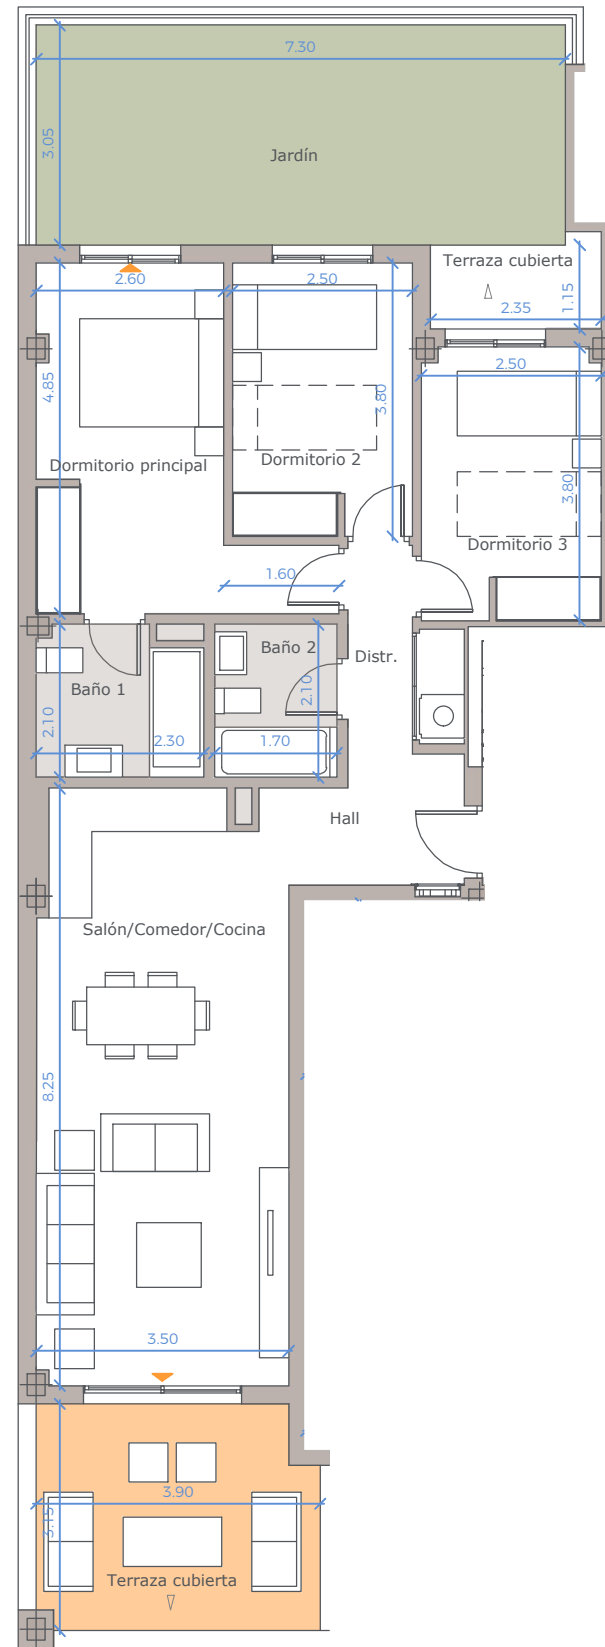 7.30
3.05
Jardín
Terraza cubierta
2.60
2.50
2.35
1.15
4.85
3.80
2.50
3.80
Dormitorio principal
Dormitorio 2
Dormitorio 3
1.60
Baño 2
Distr.
Baño 1
2.10
2.10
2.30
1.70
Hall
Salón/Comedor/Cocina
8.25
3.50
3.90
3.15
Terraza cubierta